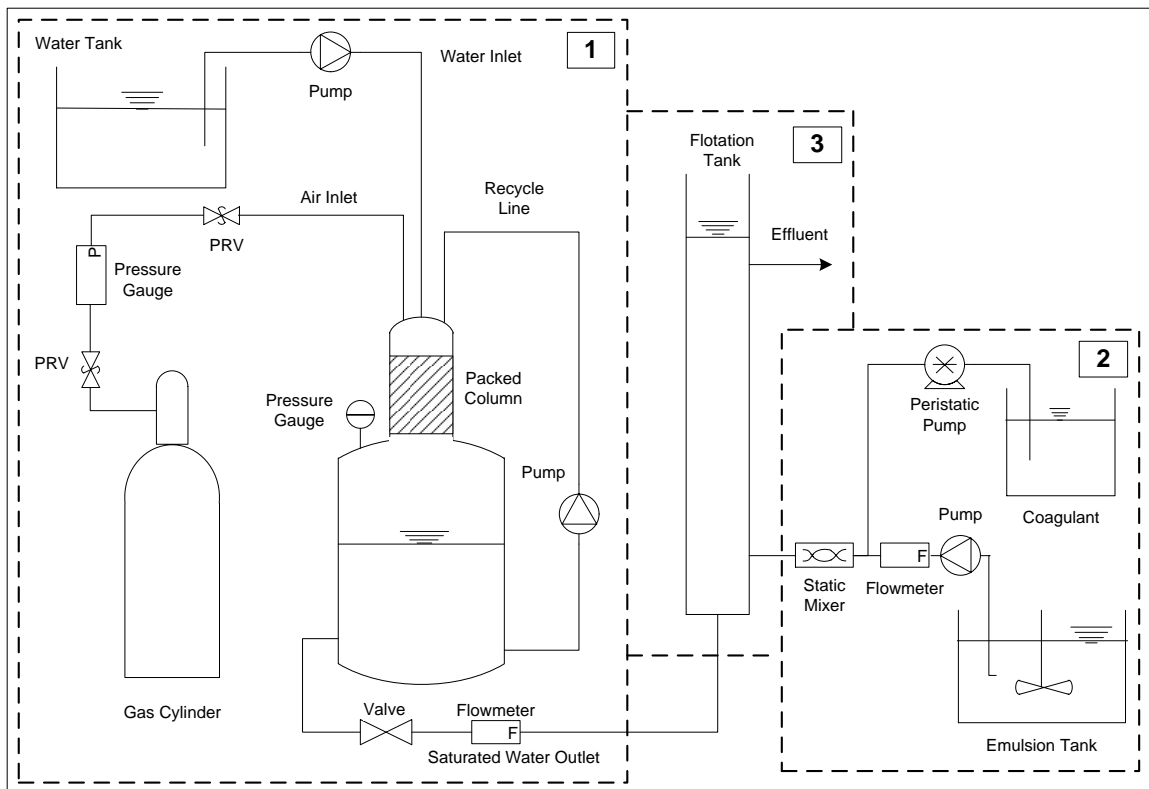 Water Tank
Pump
Water Inlet
1
Air Inlet
PRV
P
Pressure
Gauge
PRV
Gas Cylinder
Recycle
Line
Packed
Column
Pressure
Gauge
Pump
Valve
Flowmeter
F
Saturated Water Outlet
Flotation
Tank
3
Effluent
2
Peristatic
Pump
Coagulant
Pump
F
Static
Mixer
Flowmeter
Emulsion Tank